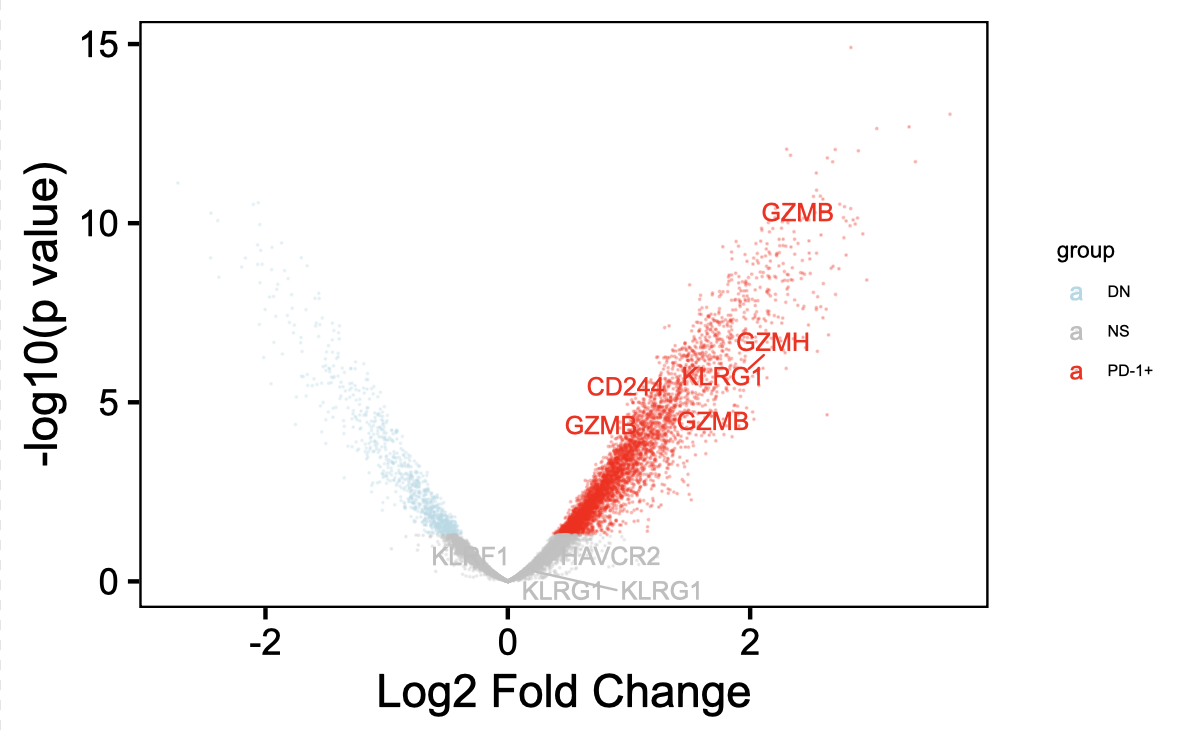 15
10
5
0
-log10(p value)
GZMB
GZMH
KLRG1
CD244
GZMB
GZMB
KLRF1
HAVCR2
KLRG1
KLRG1
-2
0
2
Log2 Fold Change
group
a DN
a NS
a PD-1+